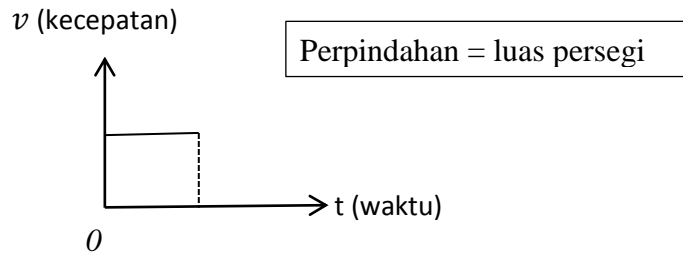 v (kecepatan)
Perpindahan = luas persegi
t (waktu)
0